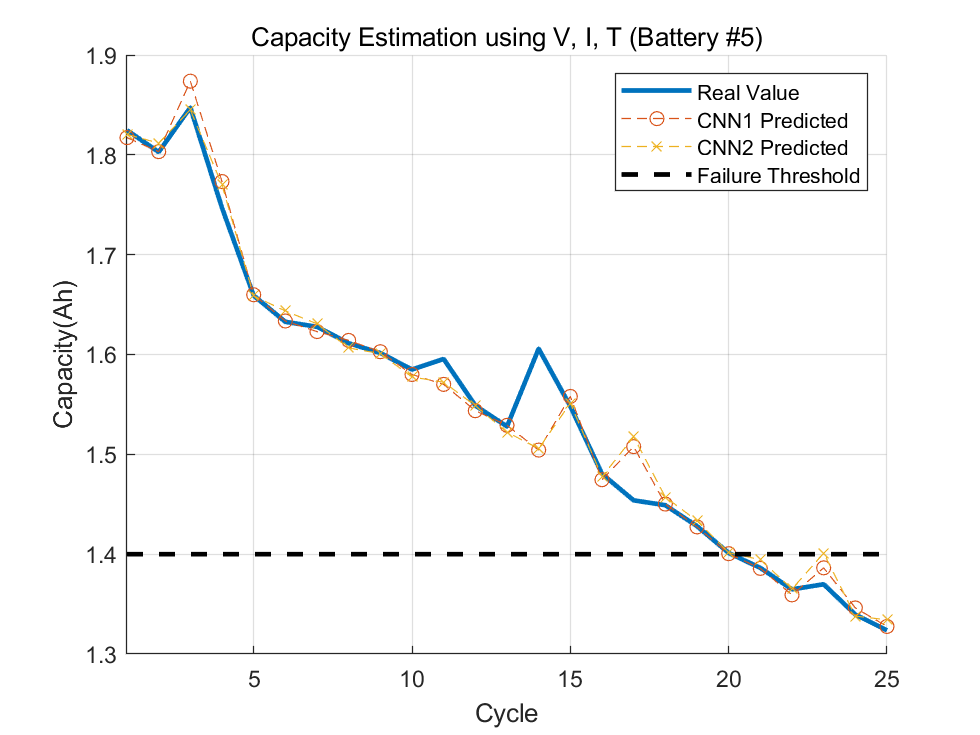 Capacity Estimation using V, I, T (Battery #5)
1.9
1.8
1.7
1.6
1.5
1.4
1.3
Capacity(Ah)
Real Value
CNN1 Predicted
CNN2 Predicted
Failure Threshold
5
10
15
20
25
Cycle